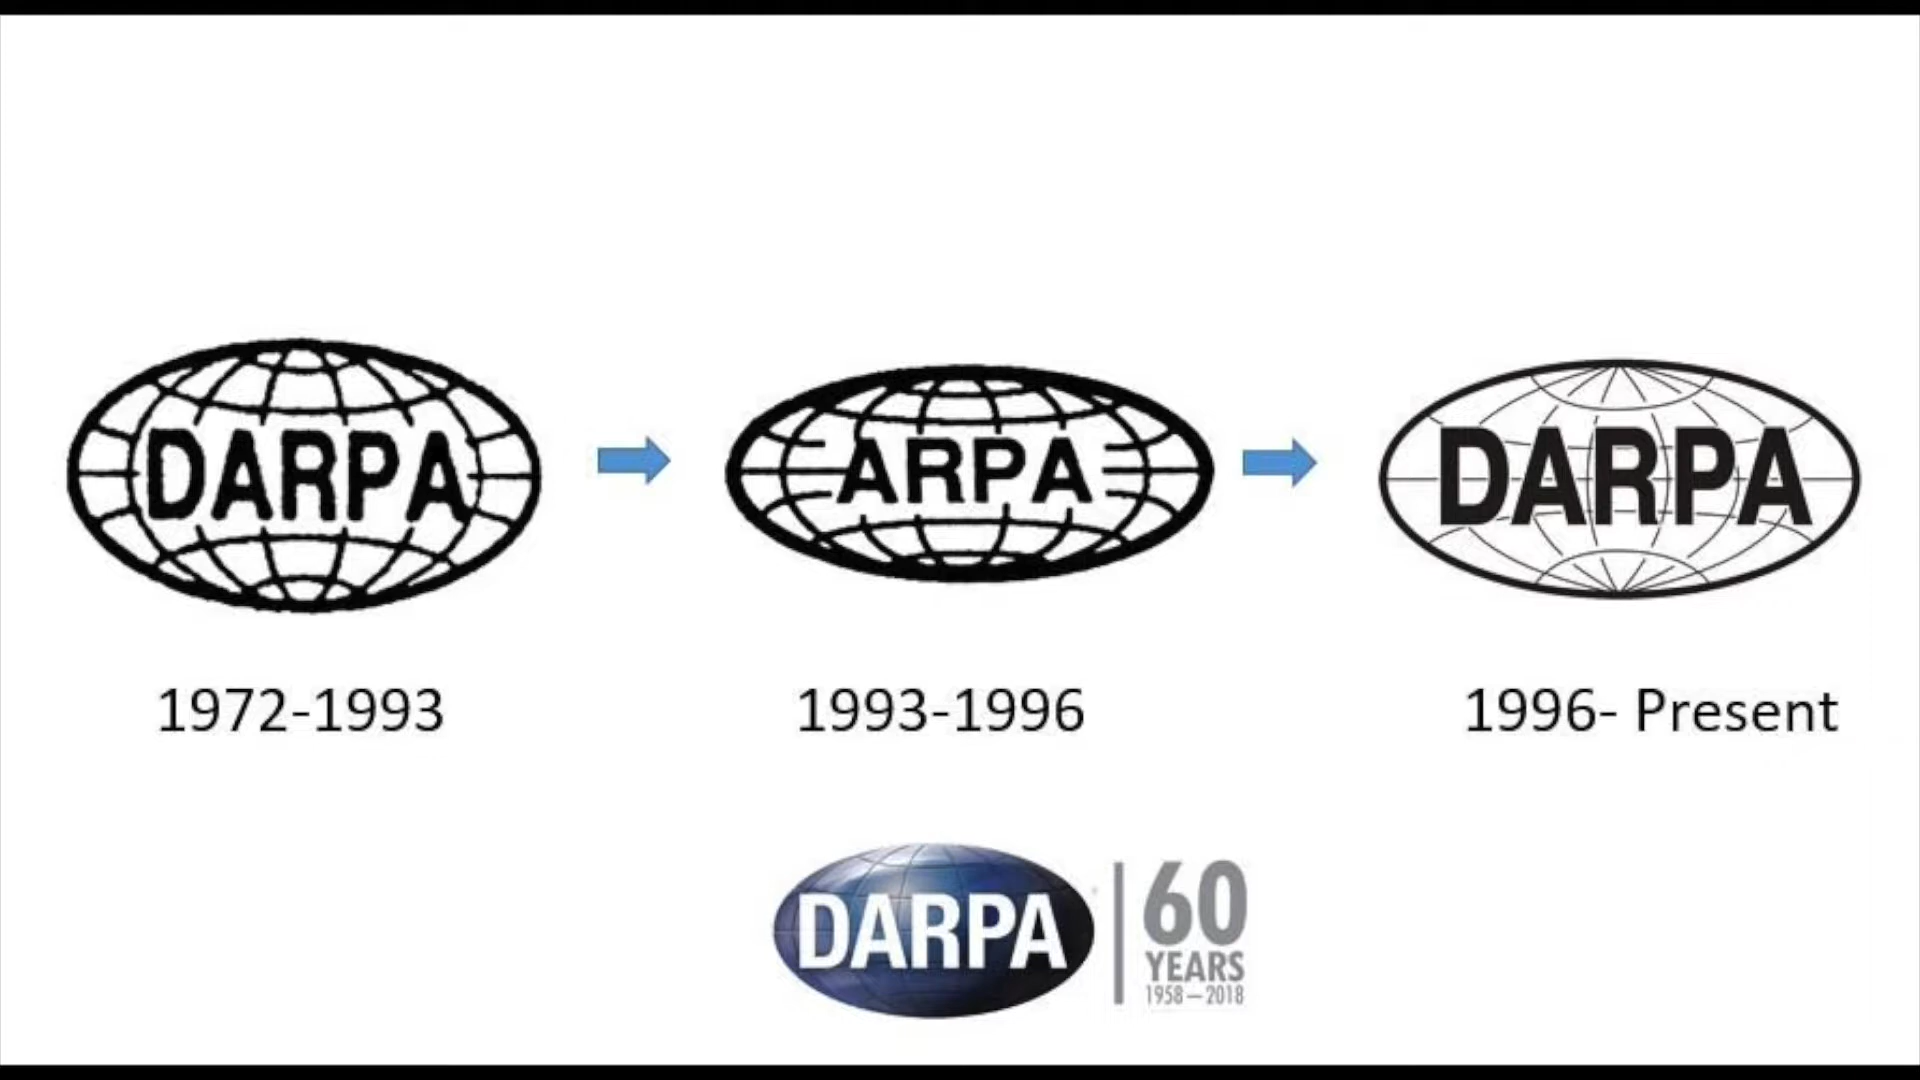 DARPA
ARPA
DARPA
1972-1993
1993-1996
1996- Present
DARPA
60
YEARS
1958–2018